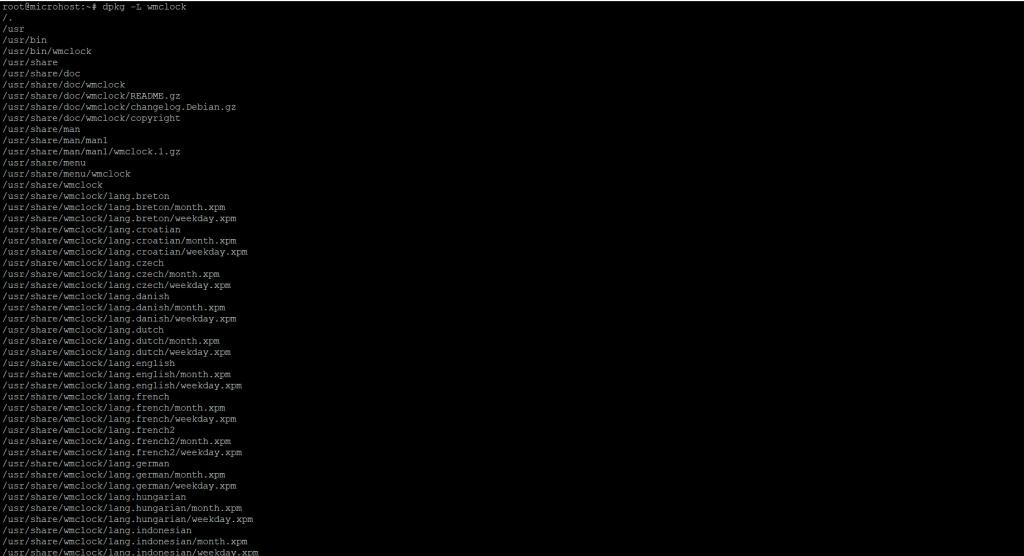 root@microhost:~# dpkg -L wmclock
/.
/usr
/usr/bin
/usr/bin/wmclock
/usr/share
/usr/share/doc
/usr/share/doc/wmclock
/usr/share/doc/wmclock/README.gz
/usr/share/doc/wmclock/changelog.Debian.gz
/usr/share/doc/wmclock/copyright
/usr/share/man
/usr/share/man/man1
/usr/share/man/man1/wmclock.1.gz
/usr/share/menu
/usr/share/menu/wmclock
/usr/share/wmclock
/usr/share/wmclock/lang.breton
/usr/share/wmclock/lang.breton/month.xpm
/usr/share/wmclock/lang.breton/weekday.xpm
/usr/share/wmclock/lang.croatian
/usr/share/wmclock/lang.croatian/month.xpm
/usr/share/wmclock/lang.croatian/weekday.xpm
/usr/share/wmclock/lang.czech
/usr/share/wmclock/lang.czech/month.xpm
/usr/share/wmclock/lang.czech/weekday.xpm
/usr/share/wmclock/lang.danish
/usr/share/wmclock/lang.danish/month.xpm
/usr/share/wmclock/lang.danish/weekday.xpm
/usr/share/wmclock/lang.dutch
/usr/share/wmclock/lang.dutch/month.xpm
/usr/share/wmclock/lang.dutch/weekday.xpm
/usr/share/wmclock/lang.english
/usr/share/wmclock/lang.english/month.xpm
/usr/share/wmclock/lang.english/weekday.xpm
/usr/share/wmclock/lang.french
/usr/share/wmclock/lang.french/month.xpm
/usr/share/wmclock/lang.french/weekday.xpm
/usr/share/wmclock/lang.french2
/usr/share/wmclock/lang.french2/month.xpm
/usr/share/wmclock/lang.french2/weekday.xpm
/usr/share/wmclock/lang.german
/usr/share/wmclock/lang.german/month.xpm
/usr/share/wmclock/lang.german/weekday.xpm
/usr/share/wmclock/lang.hungarian
/usr/share/wmclock/lang.hungarian/month.xpm
/usr/share/wmclock/lang.hungarian/weekday.xpm
/usr/share/wmclock/lang.indonesian
/usr/share/wmclock/lang.indonesian/month.xpm
/usr/share/wmclock/lang.indonesian/weekday.xpm